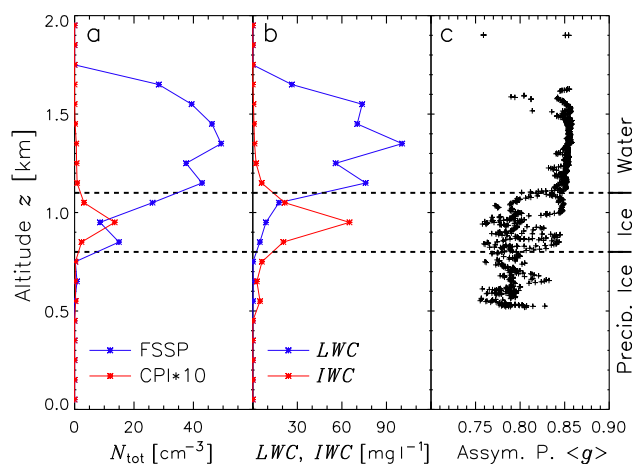 a
b
c
2.0
1.5
1.0
0.5
0.0
Altitude z [km]
FSSP
CPI*10
LWC
IWC
Water
Ice
Precip. Ice
0 20 40
30 60 90
0.75 0.80 0.85 0.90
N_tot [cm⁻³]
LWC, IWC [mg l⁻¹]
Assym. P. <g>